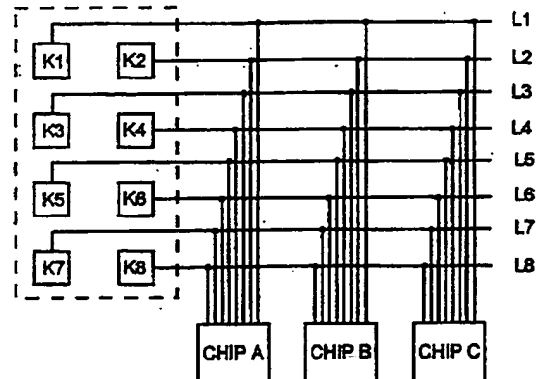 L1
K1 K2 L2
L3
K3 K4 L4
L5
K5 K6 L6
L7
K7 K8 L8
CHIP A CHIP B CHIP C